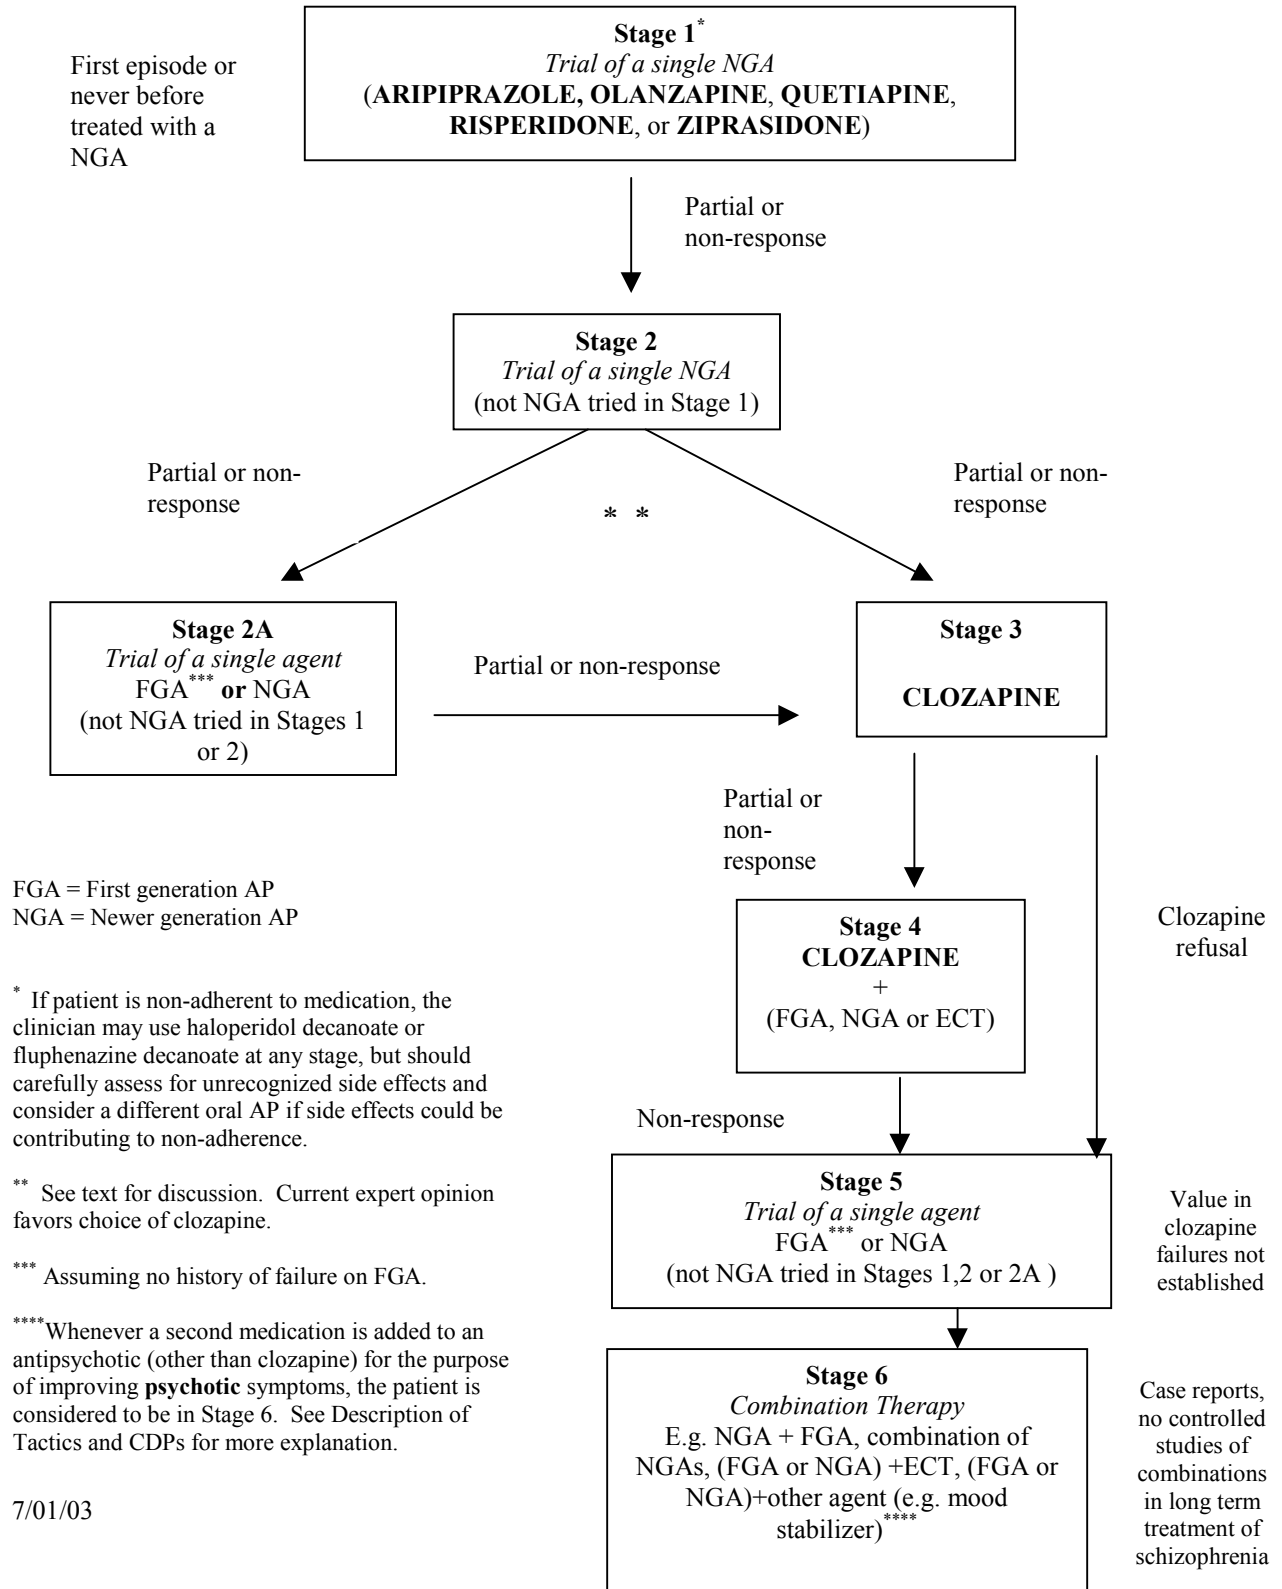 First episode or
never before
treated with a
NGA
Stage 1*
Trial of a single NGA
(ARIPIPRAZOLE, OLANZAPINE, QUETIAPINE,
RISPERIDONE, or ZIPRASIDONE)
Partial or
non-response
Stage 2
Trial of a single NGA
(not NGA tried in Stage 1)
Partial or non-
response
* *
Partial or non-
response
Stage 2A
Trial of a single agent
FGA*** or NGA
(not NGA tried in Stages 1
or 2)
Partial or non-response
Stage 3
CLOZAPINE
Partial or
non-
response
Clozapine
refusal
Stage 4
CLOZAPINE
+
(FGA, NGA or ECT)
Non-response
Stage 5
Trial of a single agent
FGA*** or NGA
(not NGA tried in Stages 1,2 or 2A )
Value in
clozapine
failures not
established
Stage 6
Combination Therapy
E.g. NGA + FGA, combination of
NGAs, (FGA or NGA) +ECT, (FGA or
NGA)+other agent (e.g. mood
stabilizer)****
Case reports,
no controlled
studies of
combinations
in long term
treatment of
schizophrenia
FGA = First generation AP
NGA = Newer generation AP
* If patient is non-adherent to medication, the
clinician may use haloperidol decanoate or
fluphenazine decanoate at any stage, but should
carefully assess for unrecognized side effects and
consider a different oral AP if side effects could be
contributing to non-adherence.
** See text for discussion. Current expert opinion
favors choice of clozapine.
*** Assuming no history of failure on FGA.
****Whenever a second medication is added to an
antipsychotic (other than clozapine) for the purpose
of improving psychotic symptoms, the patient is
considered to be in Stage 6. See Description of
Tactics and CDPs for more explanation.
7/01/03